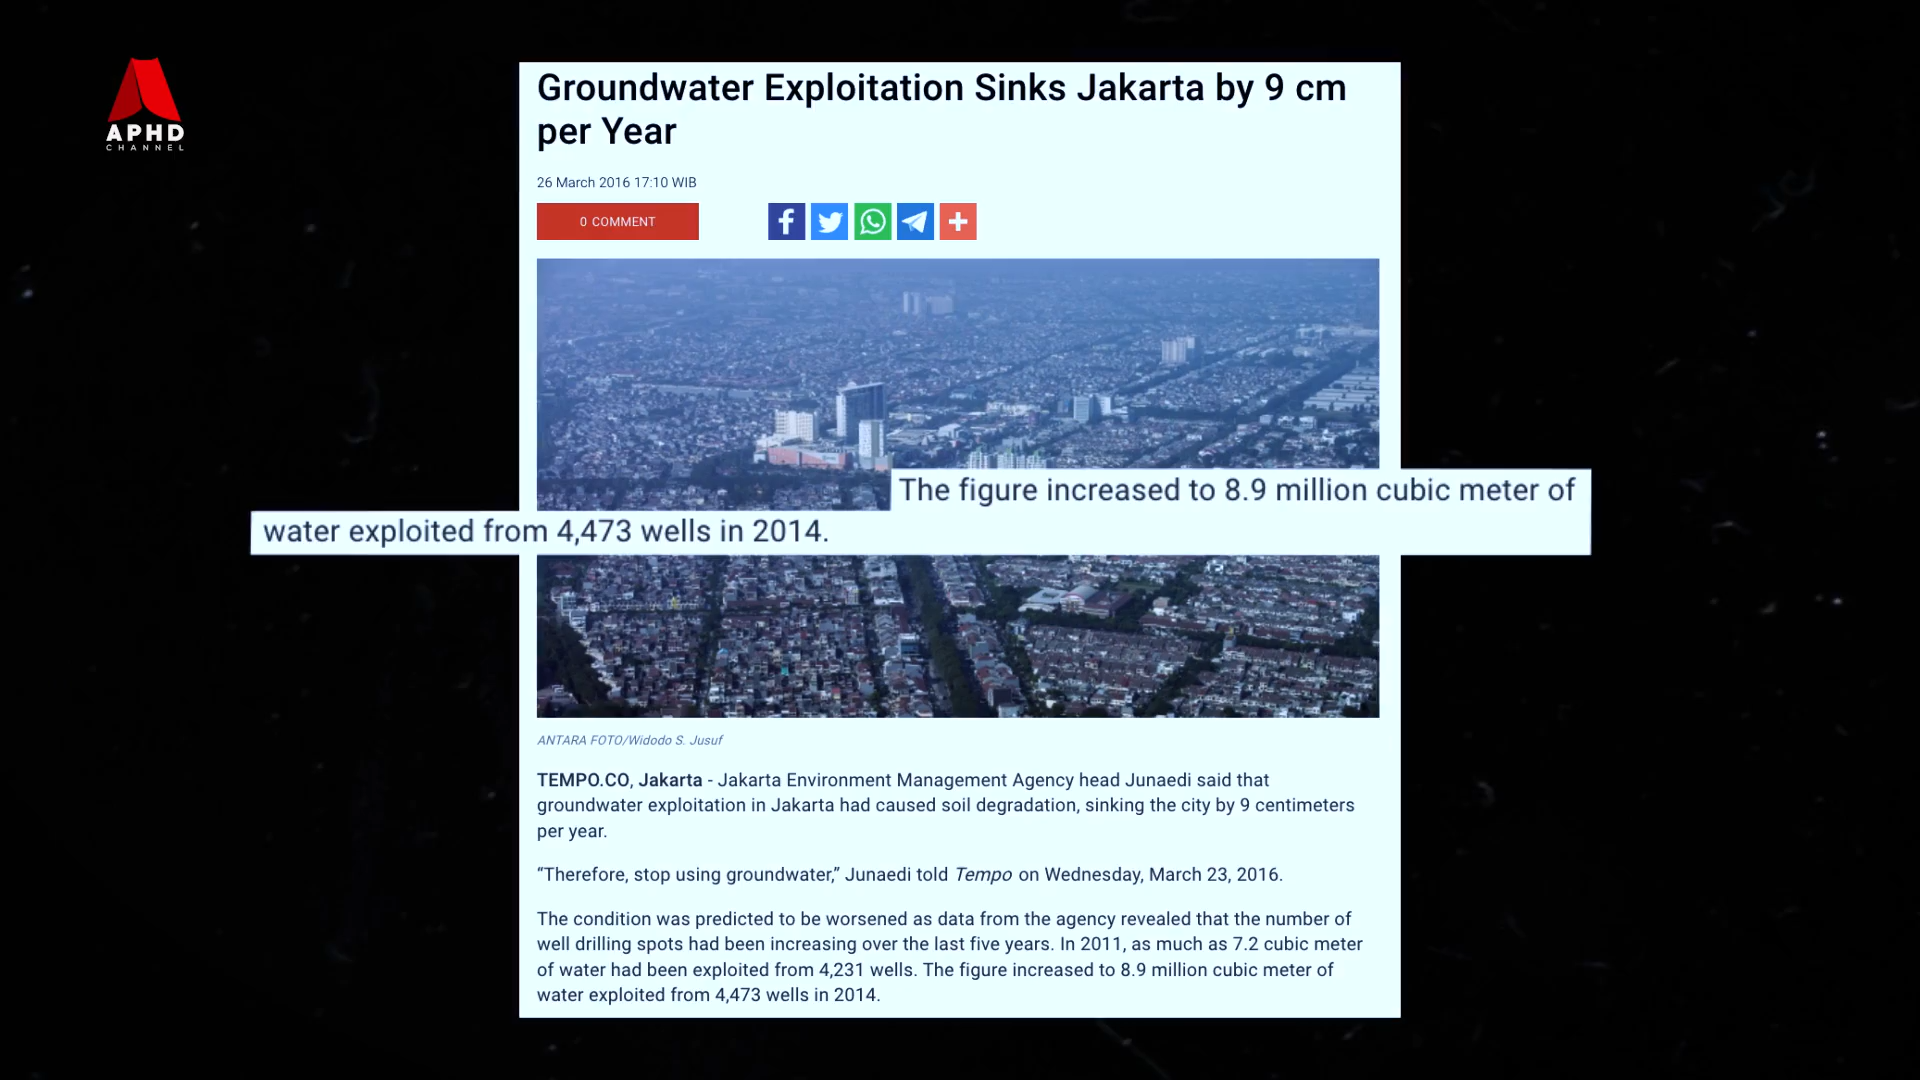 APHD
CHANNEL
Groundwater Exploitation Sinks Jakarta by 9 cm
per Year
26 March 2016 17:10 WIB
0 COMMENT
The figure increased to 8.9 million cubic meter of
water exploited from 4,473 wells in 2014.
ANTARA FOTO/Widodo S. Jusuf
TEMPO.CO, Jakarta - Jakarta Environment Management Agency head Junaedi said that
groundwater exploitation in Jakarta had caused soil degradation, sinking the city by 9 centimeters
per year.
“Therefore, stop using groundwater,” Junaedi told Tempo on Wednesday, March 23, 2016.
The condition was predicted to be worsened as data from the agency revealed that the number of
well drilling spots had been increasing over the last five years. In 2011, as much as 7.2 cubic meter
of water had been exploited from 4,231 wells. The figure increased to 8.9 million cubic meter of
water exploited from 4,473 wells in 2014.